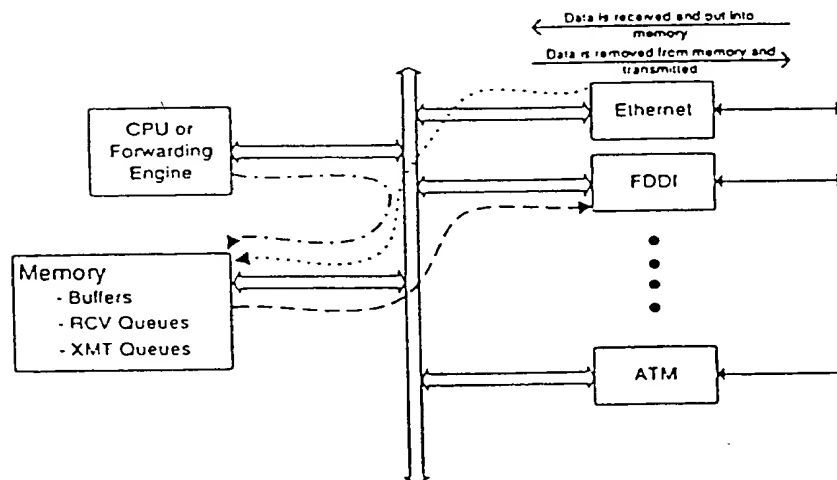 Data is received and put into
memory
Data is removed from memory and
transmitted
CPU or
Forwarding
Engine
Ethernet
FDDI
Memory
- Buffers
- RCV Queues
- XMT Queues
ATM